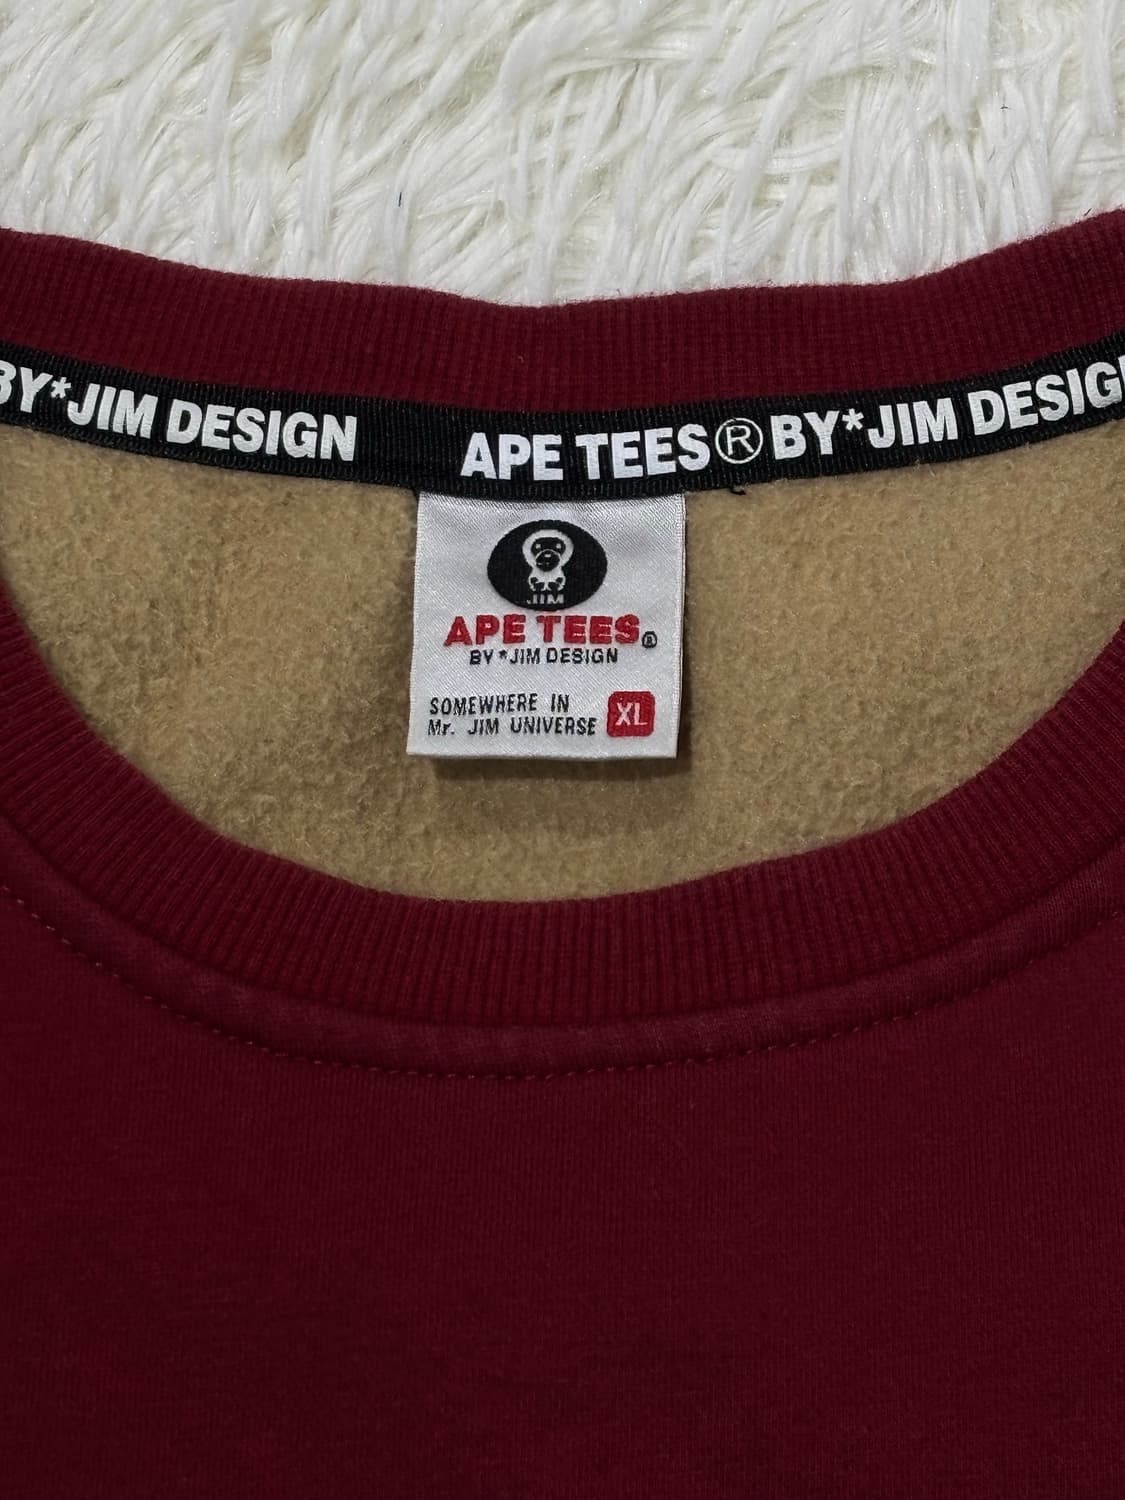 BY*JIM DESIGN APE TEES® BY*JIM DESIG
JIM
APE TEES®
BY*JIM DESIGN
SOMEWHERE IN
Mr. JIM UNIVERSE
XL